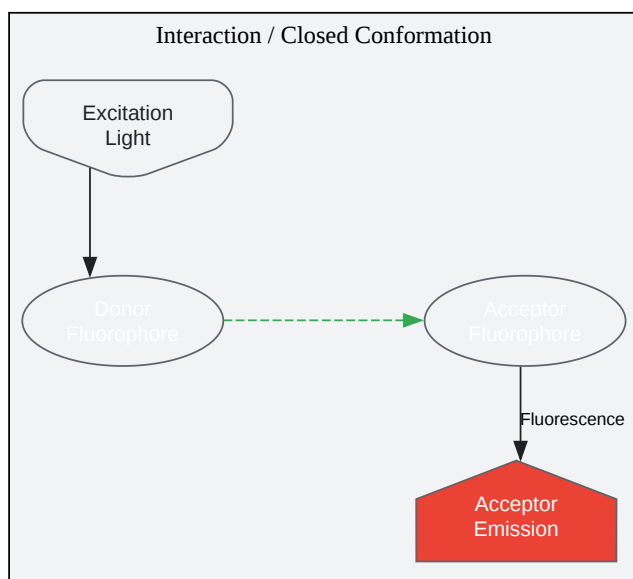 Interaction / Closed Conformation
Excitation
Light
Donor
Fluorophore
Acceptor
Fluorophore
Fluorescence
Acceptor
Emission